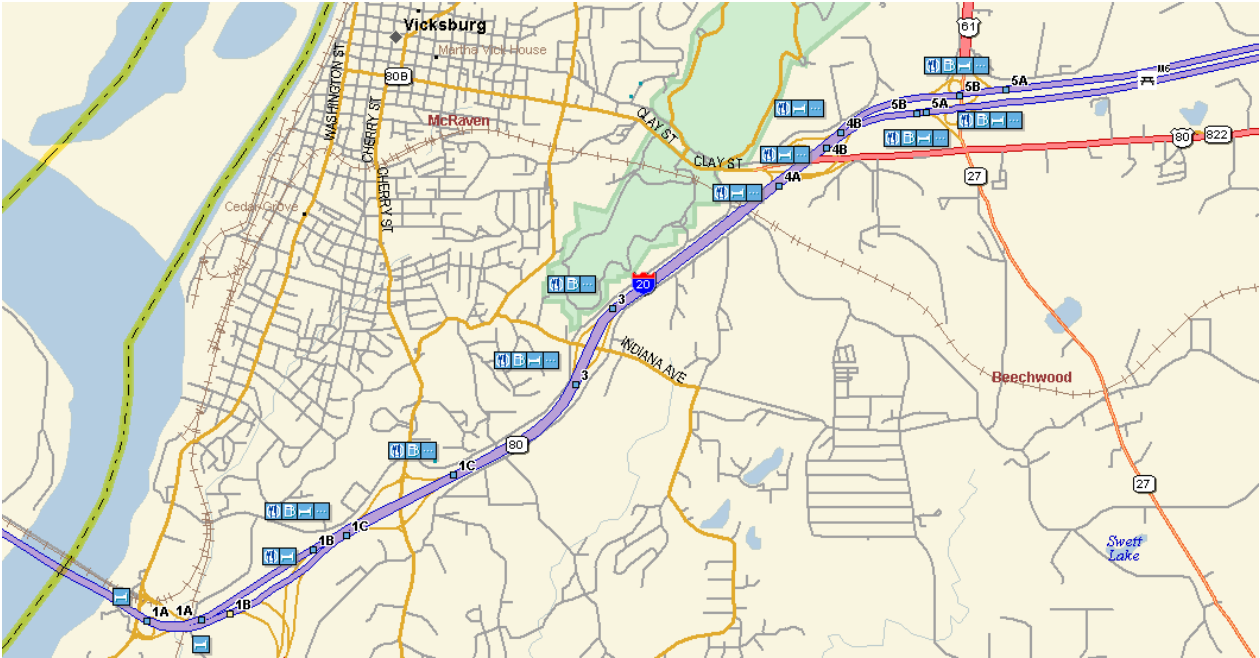 Vicksburg
Martha Vick House
61
80B
WASHINGTON ST
CHERRY ST
McRaven
CLAY ST
CLAY ST
5B
5A
5B
5A
4B
4B
4A
80
822
27
Cedar Grove
CHERRY ST
20
3
INDIANA AVE
3
Beechwood
80
1C
27
1C
1B
Swett
Lake
1A
1A
1B